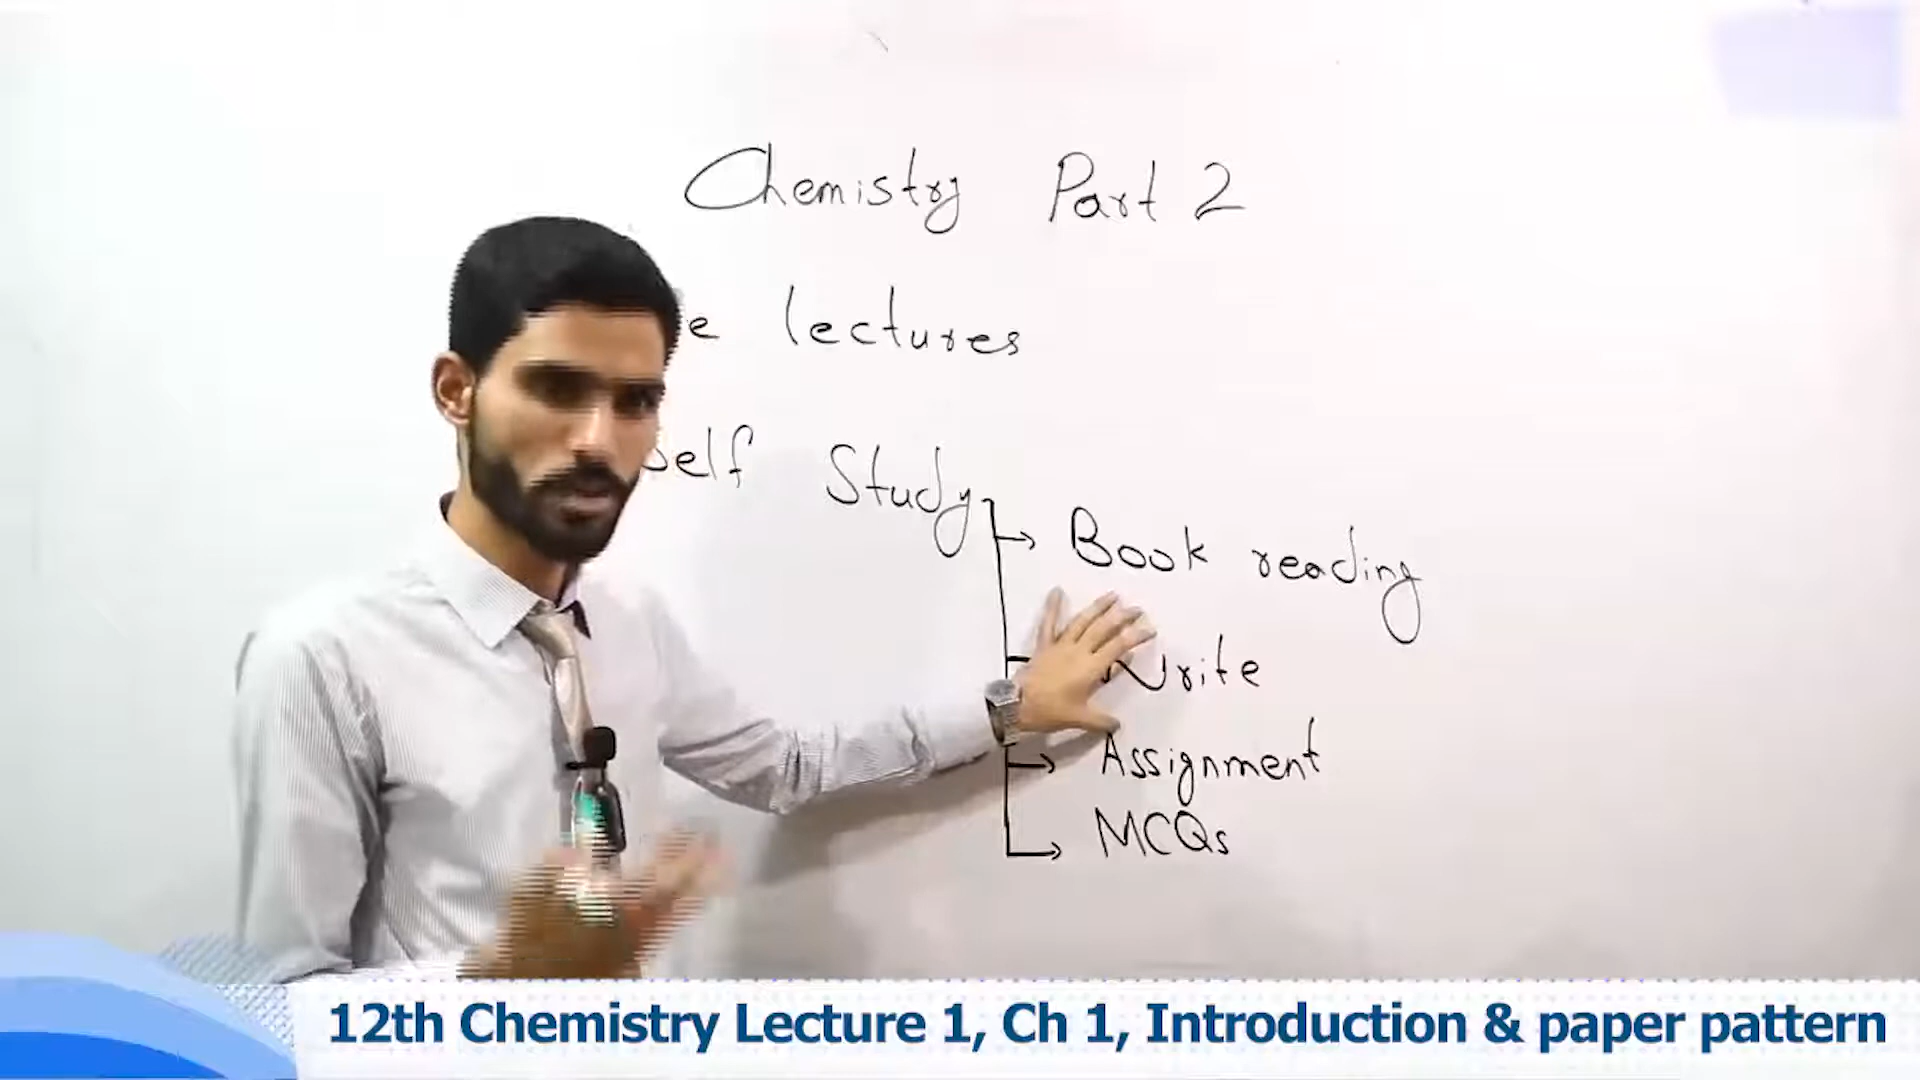 Chemistry Part 2
lectures
Self Study
Book reading
Write
Assignment
MCQs
12th Chemistry Lecture 1, Ch 1, Introduction & paper pattern